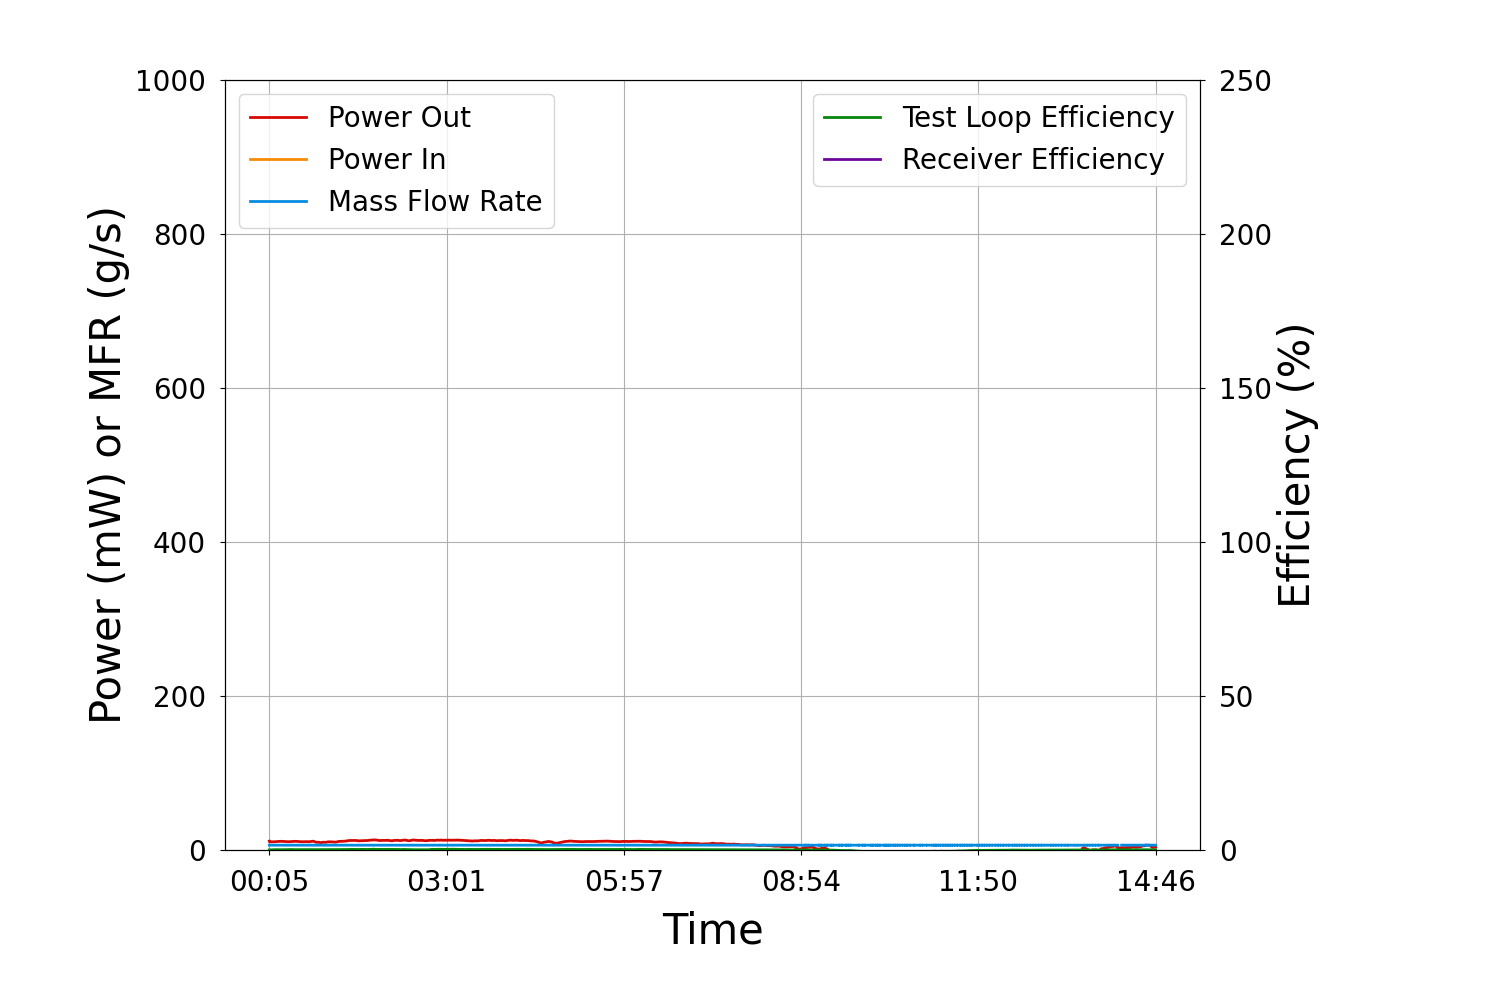 1000
800
600
400
200
0
Power (mW) or MFR (g/s)
Power Out
Power In
Mass Flow Rate
Test Loop Efficiency
Receiver Efficiency
250
200
150
100
50
0
Efficiency (%)
00:05 03:01 05:57 08:54 11:50 14:46
Time